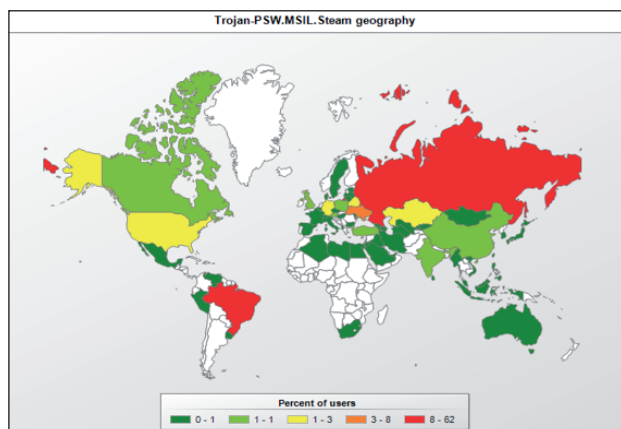 Trojan-PSW.MSIL.Steam geography
Percent of users
0 - 1 1 - 1 1 - 3 3 - 8 8 - 62